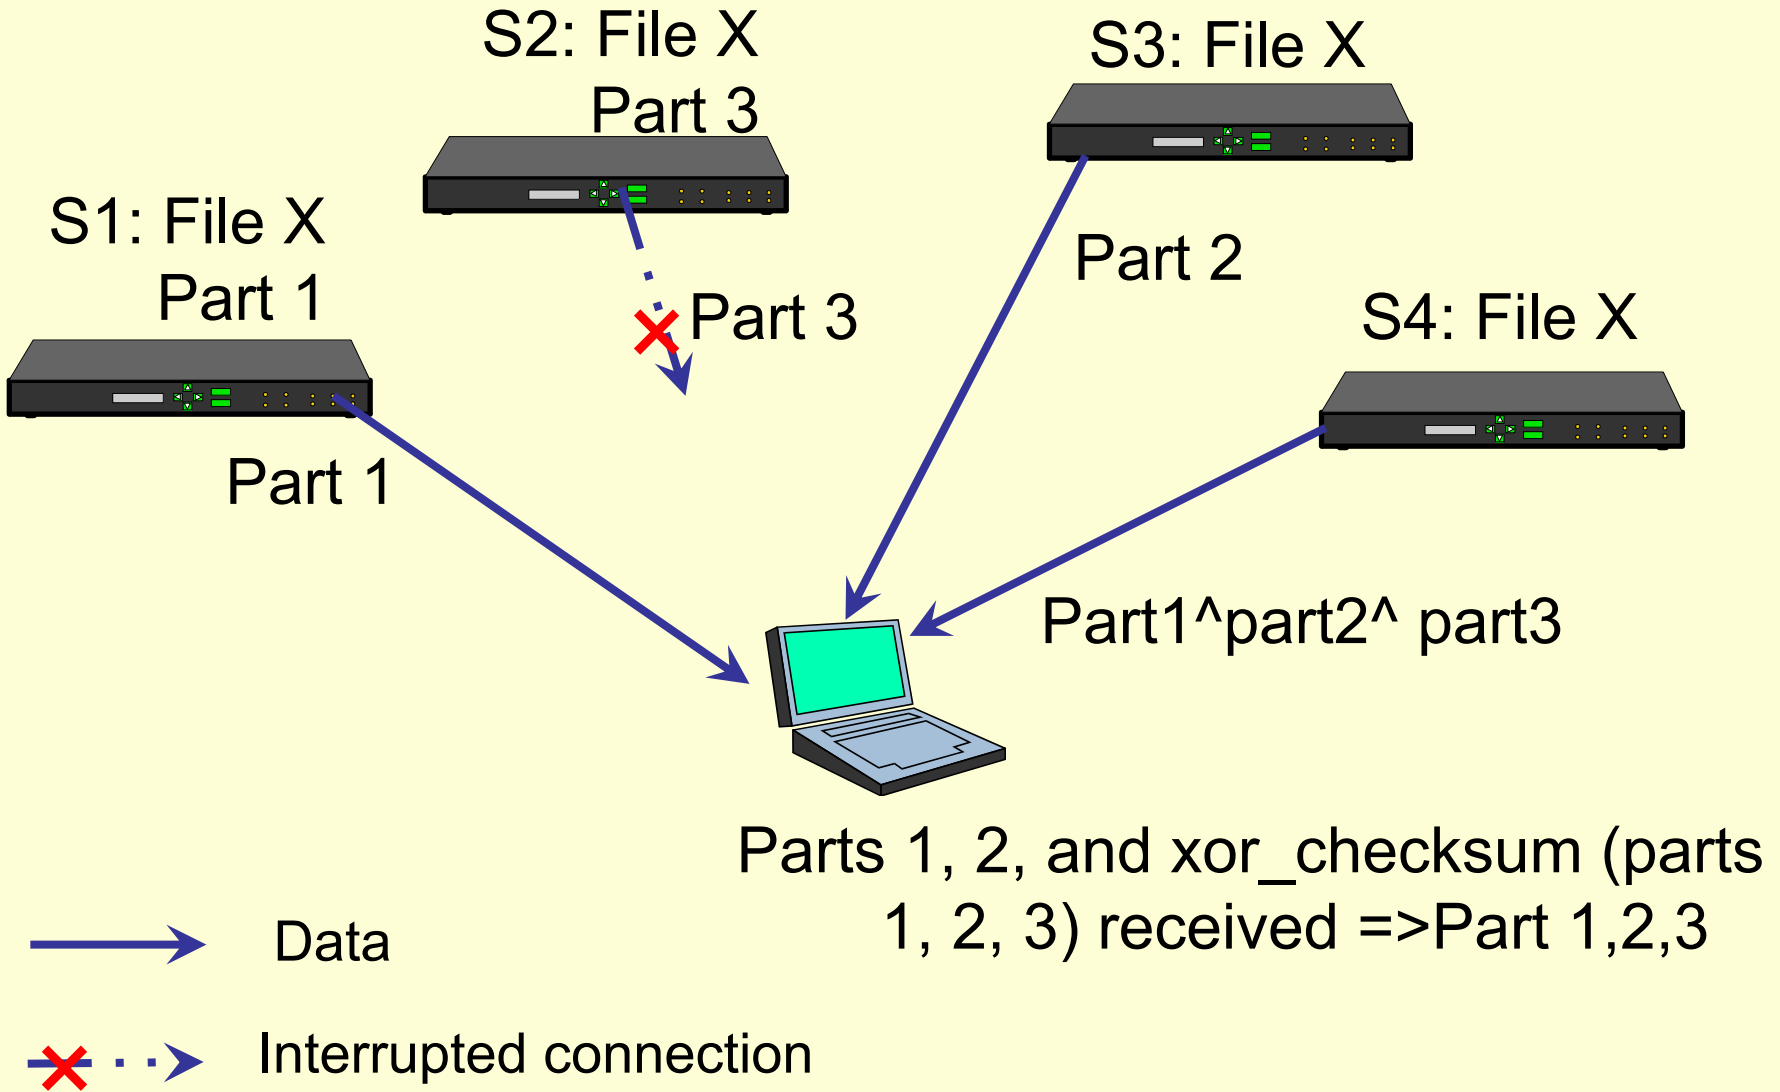 S2: File X
Part 3
S3: File X
S1: File X
Part 1
Part 2
Part 3
S4: File X
Part 1
Part1^part2^ part3
Parts 1, 2, and xor_checksum (parts
1, 2, 3) received =>Part 1,2,3
Data
Interrupted connection